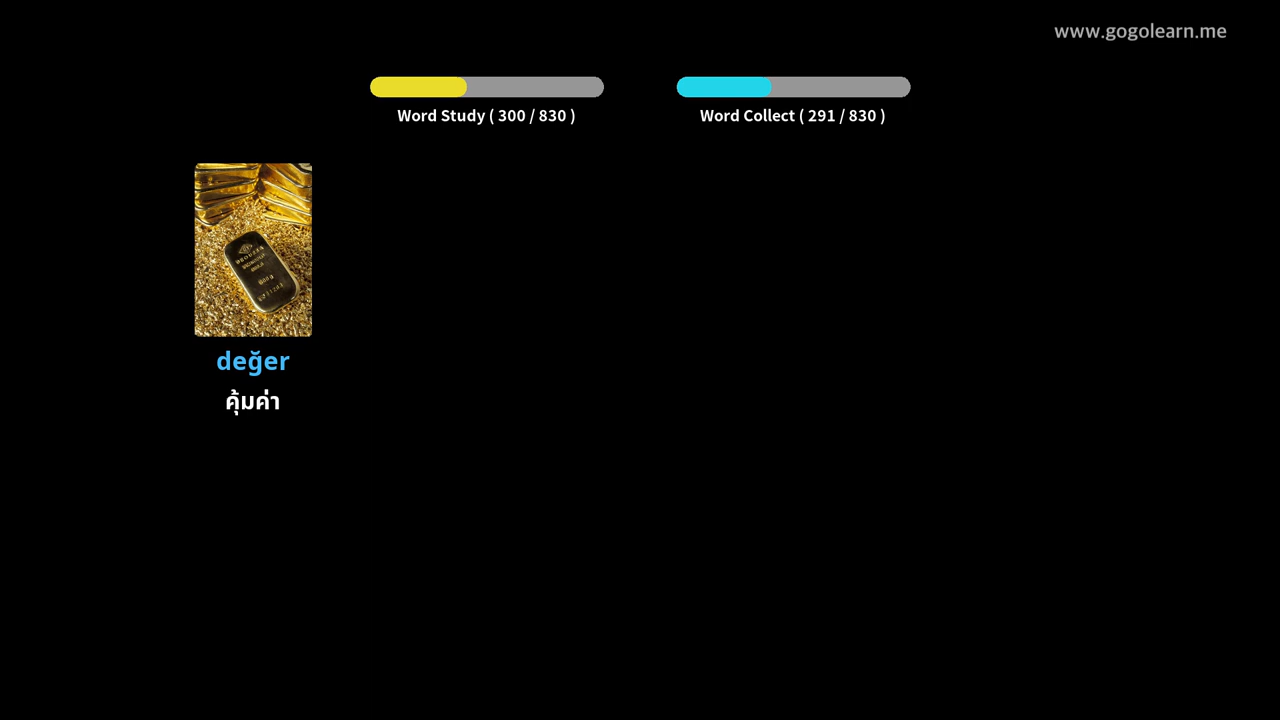 www.gogolearn.me
Word Study ( 300 / 830 )
Word Collect ( 291 / 830 )
değer
คุ้มค่า